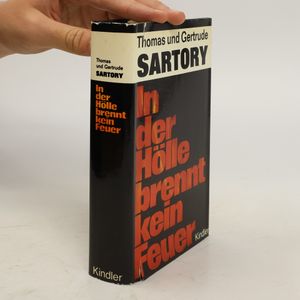 Thomas
und Gertrude
SARTORY
In
der
Hölle
brennt
kein
Feuer
Kindler
Thomas und Gertrude
SARTORY
In
der
Hölle
brennt
kein
Feuer
Kindler